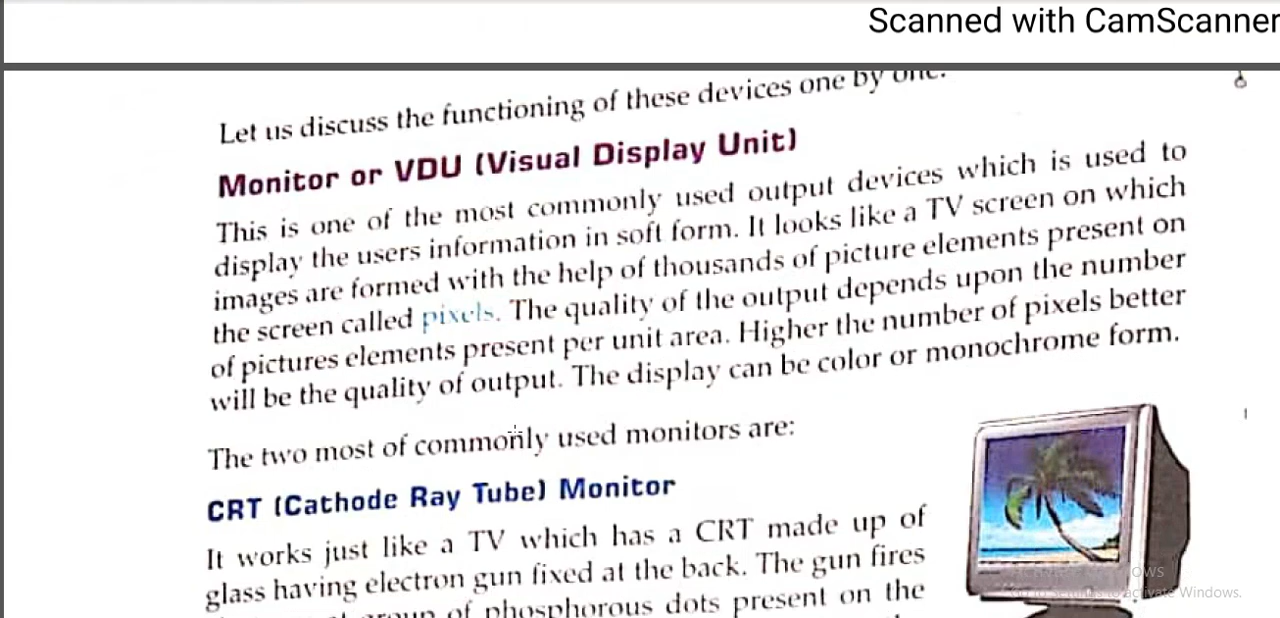 Scanned with CamScanner
Let us discuss the functioning of these devices one by one.
Monitor or VDU (Visual Display Unit)
This is one of the most commonly used output devices which is used to
display the users information in soft form. It looks like a TV screen on which
images are formed with the help of thousands of picture elements present on
the screen called pixels. The quality of the output depends upon the number
of pictures elements present per unit area. Higher the number of pixels better
will be the quality of output. The display can be color or monochrome form.
The two most of commonly used monitors are:
CRT (Cathode Ray Tube) Monitor
It works just like a TV which has a CRT made up of
glass having electron gun fixed at the back. The gun fires
group of phosphorous dots present on the
Go to Settings to activate Windows.